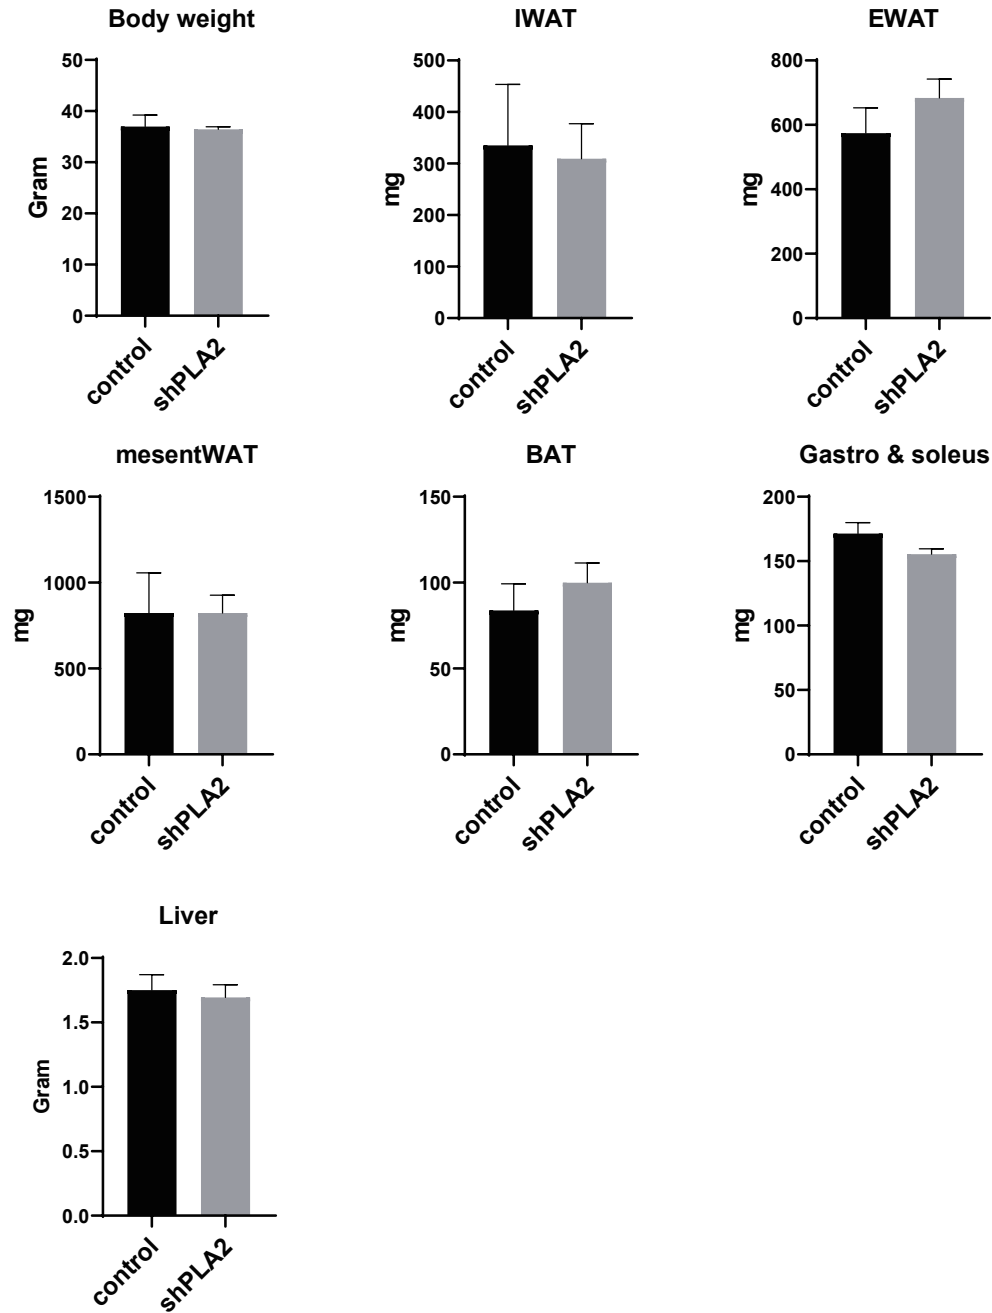 Body weight
50
40
30
20
10
0
Gram
control
shPLA2
IWAT
500
400
300
200
100
0
mg
control
shPLA2
EWAT
800
600
400
200
0
mg
control
shPLA2
mesentWAT
1500
1000
500
0
mg
control
shPLA2
BAT
150
100
50
0
mg
control
shPLA2
Gastro & soleus
200
150
100
50
0
mg
control
shPLA2
Liver
2.0
1.5
1.0
0.5
0.0
Gram
control
shPLA2